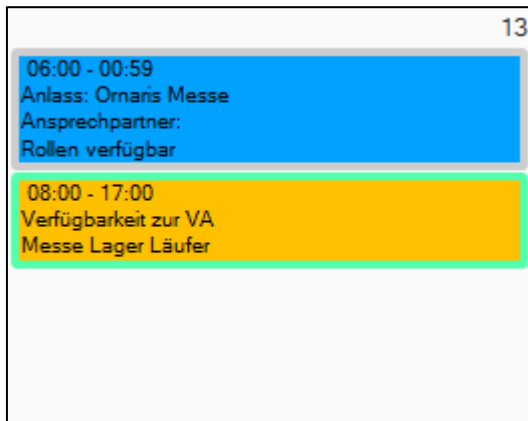 13
06:00 - 00:59
Anlass: Ornaris Messe
Ansprechpartner:
Rollen verfügbar
08:00 - 17:00
Verfügbarkeit zur VA
Messe Lager Läufer